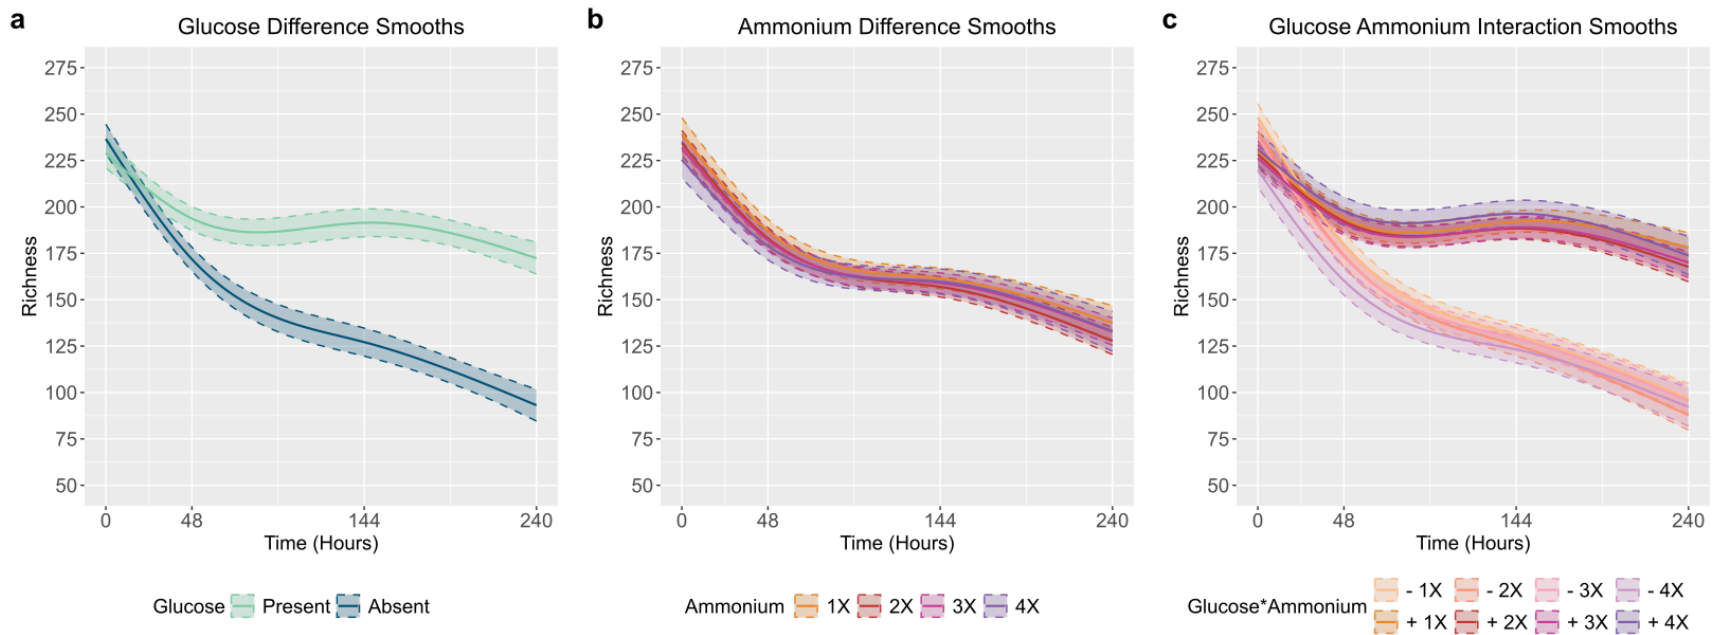 a
Glucose Difference Smooths
275
250
225
200
175
150
125
100
75
50
Richness
0 48 144 240
Time (Hours)
Glucose Present Absent
b
Ammonium Difference Smooths
275
250
225
200
175
150
125
100
75
50
Richness
0 48 144 240
Time (Hours)
Ammonium 1X 2X 3X 4X
c
Glucose Ammonium Interaction Smooths
275
250
225
200
175
150
125
100
75
50
Richness
0 48 144 240
Time (Hours)
Glucose*Ammonium
- 1X - 2X - 3X - 4X
+ 1X + 2X + 3X + 4X